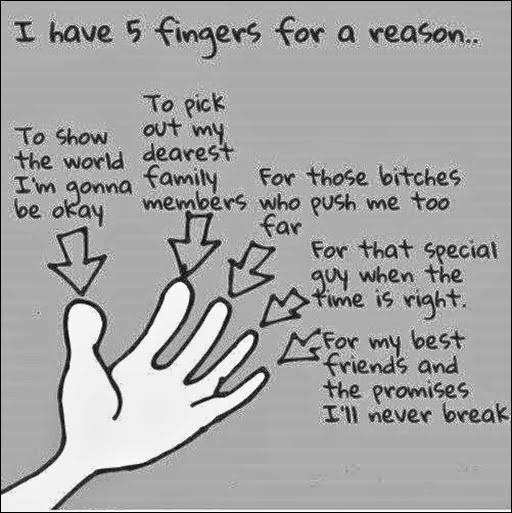 I have 5 fingers for a reason..
To show
the world
I'm gonna
be okay
To pick
out my
dearest
family
members
For those bitches
who push me too
far
For that special
guy when the
time is right.
For my best
friends and
the promises
I'll never break